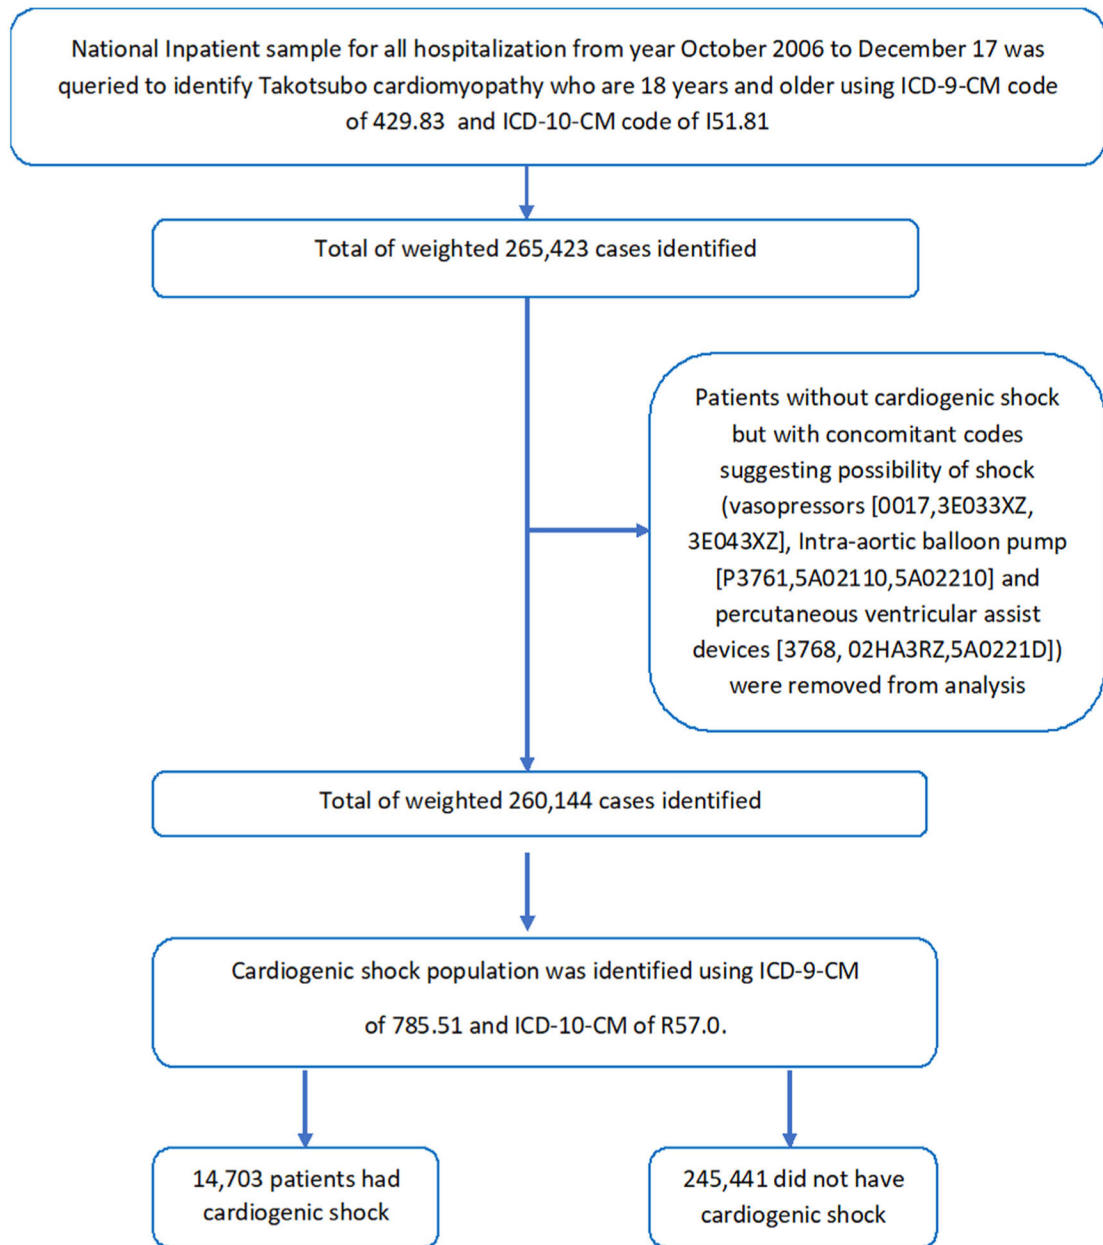 National Inpatient sample for all hospitalization from year October 2006 to December 17 was
queried to identify Takotsubo cardiomyopathy who are 18 years and older using ICD-9-CM code
of 429.83 and ICD-10-CM code of I51.81
Total of weighted 265,423 cases identified
Patients without cardiogenic shock
but with concomitant codes
suggesting possibility of shock
(vasopressors [0017,3E033XZ,
3E043XZ], Intra-aortic balloon pump
[P3761,5A02110,5A02210] and
percutaneous ventricular assist
devices [3768, 02HA3RZ,5A0221D])
were removed from analysis
Total of weighted 260,144 cases identified
Cardiogenic shock population was identified using ICD-9-CM
of 785.51 and ICD-10-CM of R57.0.
14,703 patients had
cardiogenic shock
245,441 did not have
cardiogenic shock